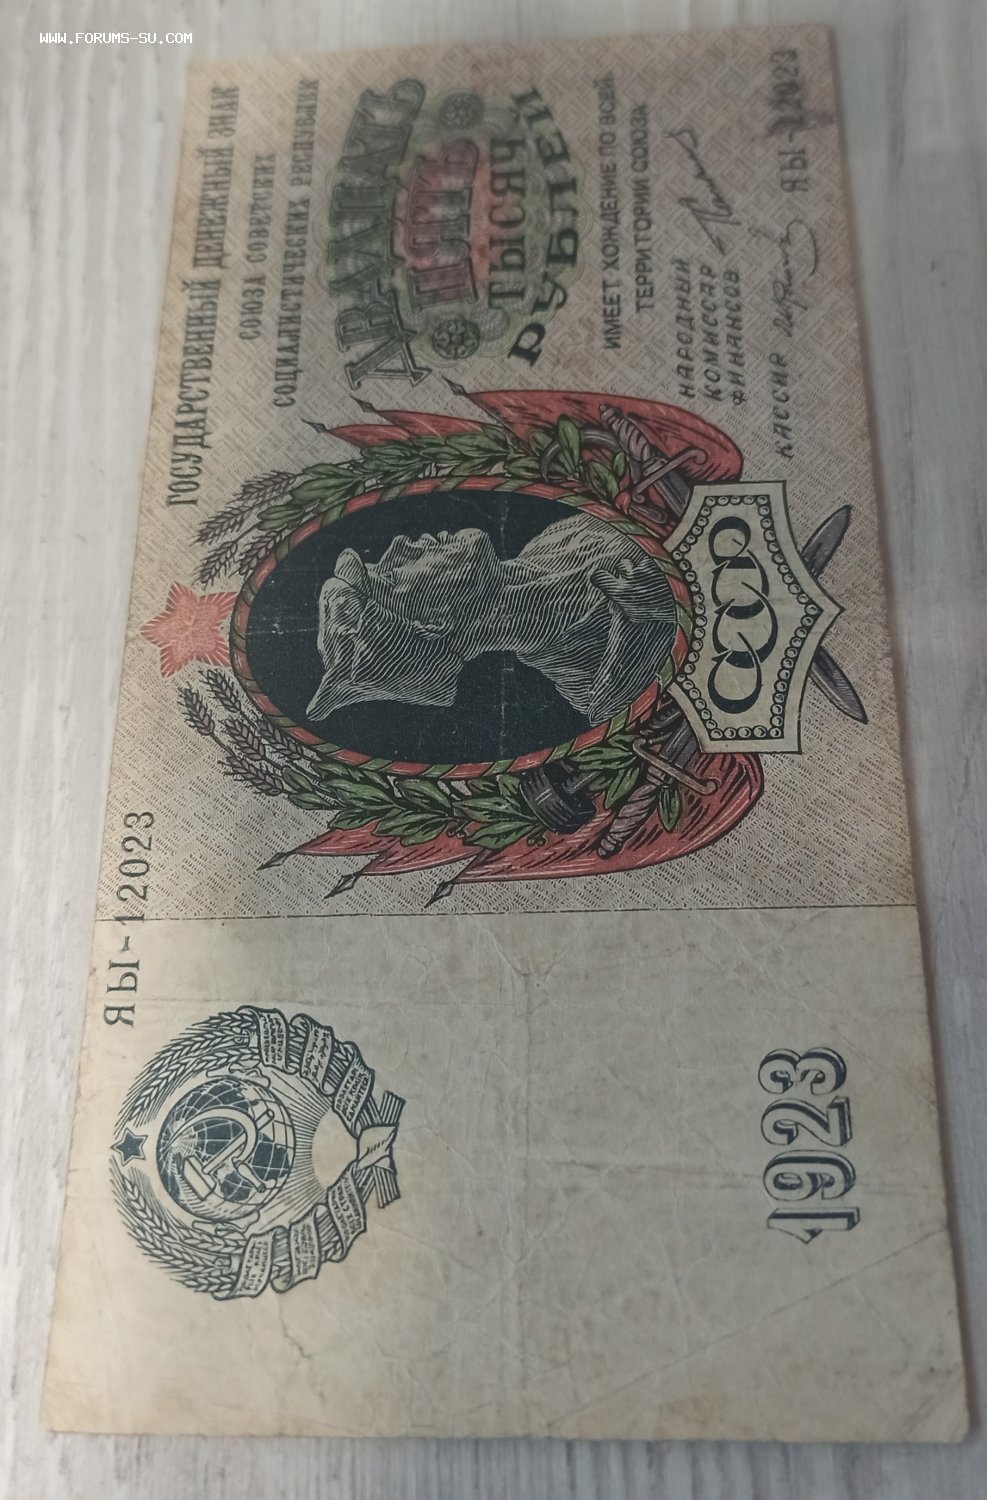 WWW.FORUMS-SU.COM
ГОСУДАРСТВЕННЫЙ ДЕНЕЖНЫЙ ЗНАК
СОЮЗА СОВЕТСКИХ
СОЦИАЛИСТИЧЕСКИХ РЕСПУБЛИК
ЯЫ-12023
ДВАДЦАТЬ
ПЯТЬ
ТЫСЯЧ
РУБЛЕЙ
ИМЕЕТ ХОЖДЕНИЕ ПО ВСЕЙ
ТЕРРИТОРИИ СОЮЗА
НАРОДНЫЙ
КОМИССАР
ФИНАНСОВ
КАССИР
ЯЫ-12023
СССР
1923